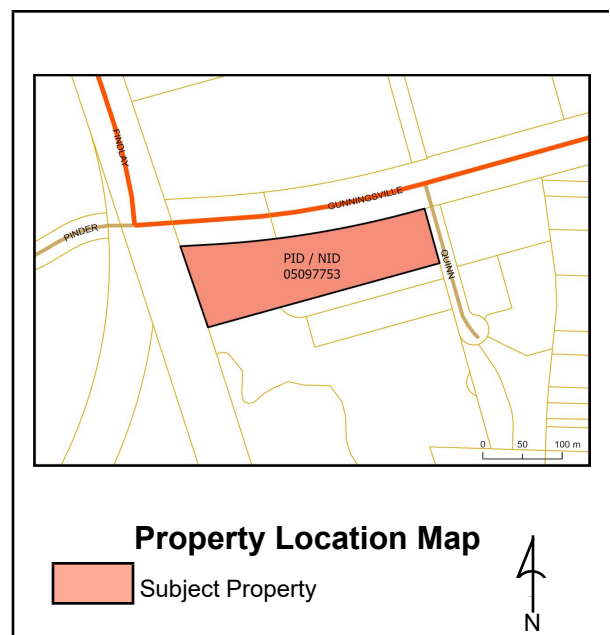 FINDLAY
GUNNINGSVILLE
PINDER
PID / NID
05097753
QUINN
0 50 100 m
Property Location Map
Subject Property
N